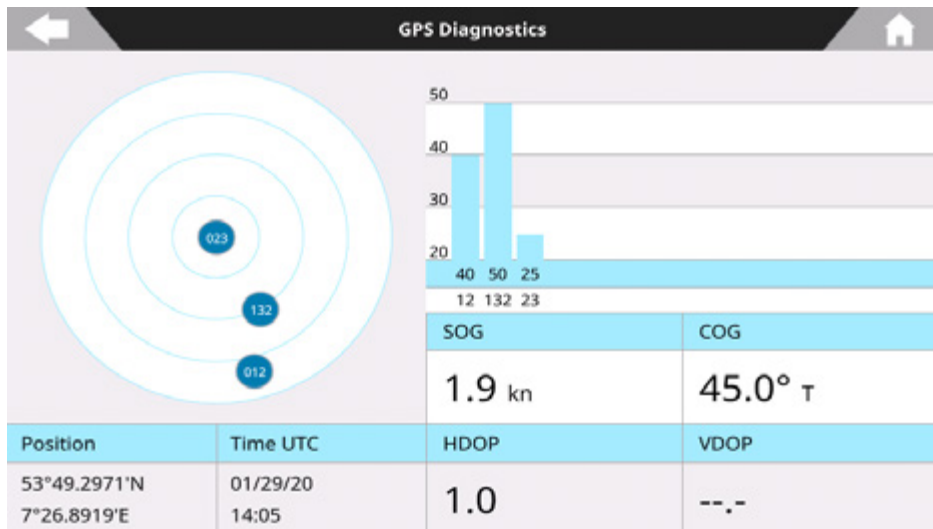 GPS Diagnostics
50
40
30
20
023
132
012
40 50 25
12 132 23
SOG COG
1.9 kn 45.0° T
Position Time UTC HDOP VDOP
53°49.2971'N 01/29/20
7°26.8919'E 14:05
1.0 --.-